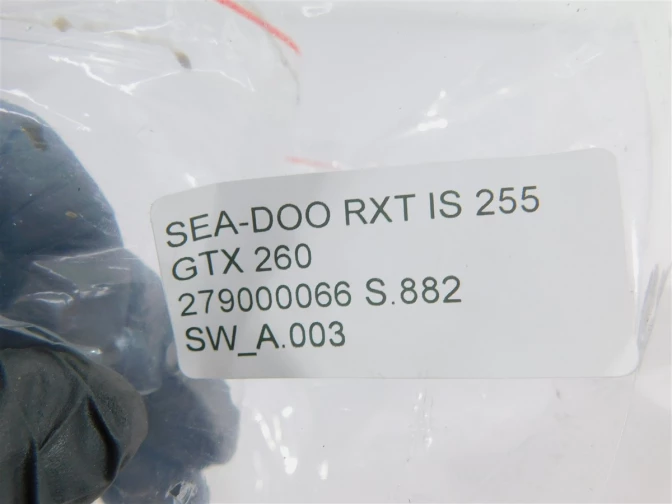 SEA-DOO RXT IS 255
GTX 260
279000066 S.882
SW_A.003